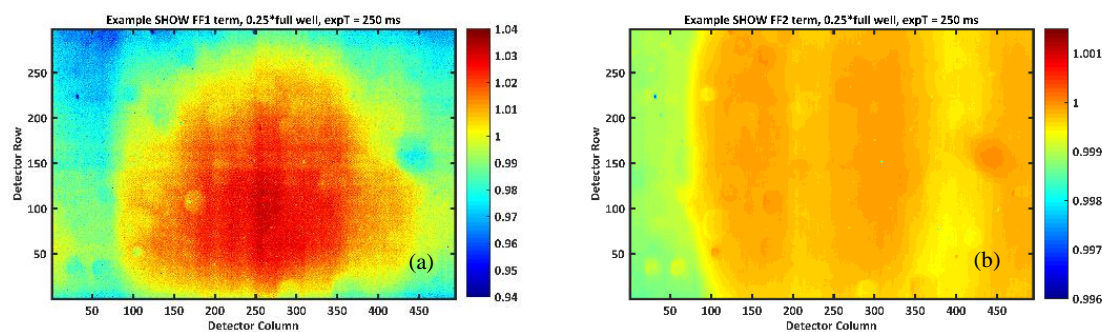 Example SHOW FF1 term, 0.25*full well, expT = 250 ms
1.04
1.03
1.02
1.01
1
0.99
0.98
0.97
0.96
0.95
0.94
250
200
150
100
50
Detector Row
(a)
50 100 150 200 250 300 350 400 450
Detector Column
Example SHOW FF2 term, 0.25*full well, expT = 250 ms
1.001
1
0.999
0.998
0.997
0.996
250
200
150
100
50
Detector Row
(b)
50 100 150 200 250 300 350 400 450
Detector Column